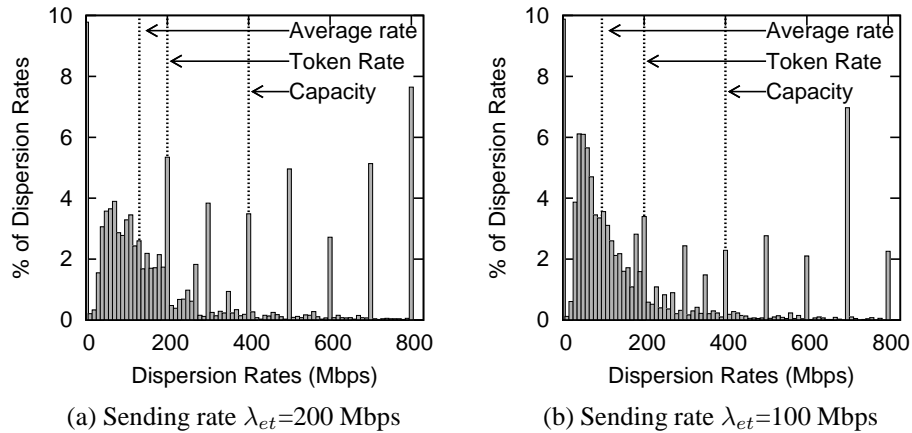 10
8
6
4
2
0
% of Dispersion Rates
Average rate
Token Rate
Capacity
0 200 400 600 800
Dispersion Rates (Mbps)
(a) Sending rate λet=200 Mbps
10
8
6
4
2
0
% of Dispersion Rates
Average rate
Token Rate
Capacity
0 200 400 600 800
Dispersion Rates (Mbps)
(b) Sending rate λet=100 Mbps